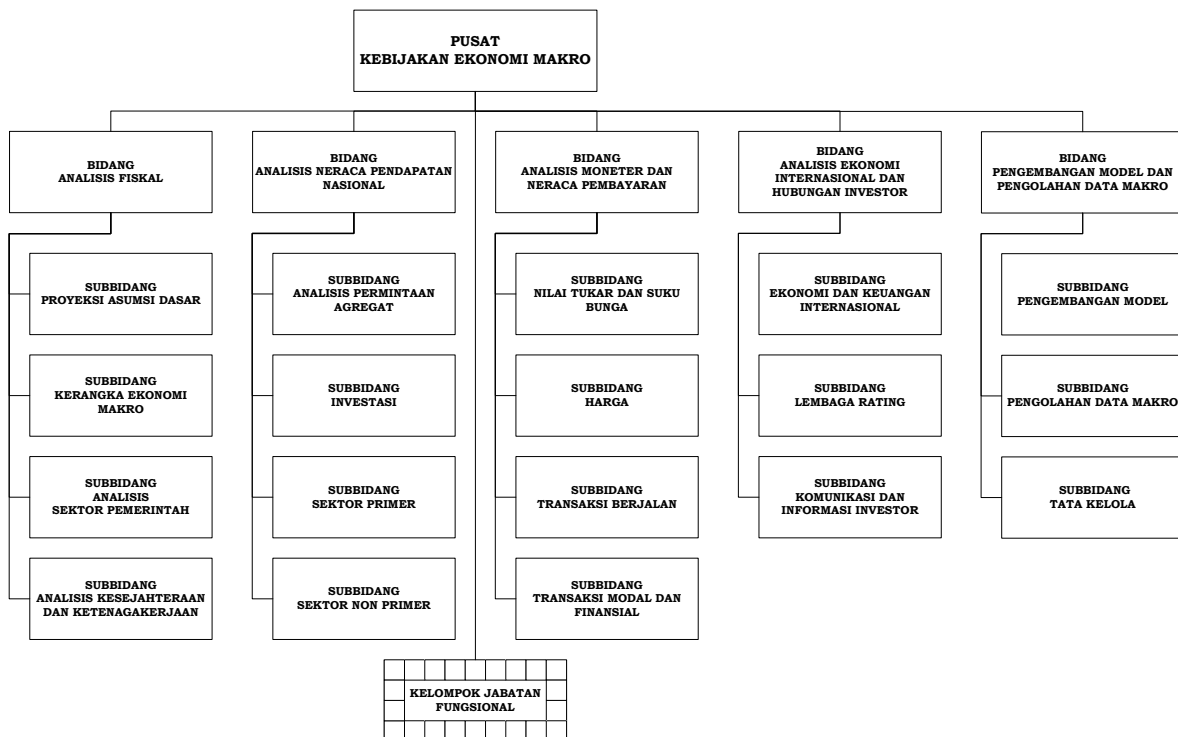 PUSAT
KEBIJAKAN EKONOMI MAKRO
BIDANG
ANALISIS FISKAL
BIDANG
ANALISIS NERACA PENDAPATAN
NASIONAL
BIDANG
ANALISIS MONETER DAN
NERACA PEMBAYARAN
BIDANG
ANALISIS EKONOMI
INTERNASIONAL DAN
HUBUNGAN INVESTOR
BIDANG
PENGEMBANGAN MODEL DAN
PENGOLAHAN DATA MAKRO
SUBBIDANG
PROYEKSI ASUMSI DASAR
SUBBIDANG
ANALISIS PERMINTAAN
AGREGAT
SUBBIDANG
NILAI TUKAR DAN SUKU
BUNGA
SUBBIDANG
EKONOMI DAN KEUANGAN
INTERNASIONAL
SUBBIDANG
PENGEMBANGAN MODEL
SUBBIDANG
KERANGKA EKONOMI
MAKRO
SUBBIDANG
INVESTASI
SUBBIDANG
HARGA
SUBBIDANG
LEMBAGA RATING
SUBBIDANG
PENGOLAHAN DATA MAKRO
SUBBIDANG
ANALISIS
SEKTOR PEMERINTAH
SUBBIDANG
SEKTOR PRIMER
SUBBIDANG
TRANSAKSI BERJALAN
SUBBIDANG
KOMUNIKASI DAN
INFORMASI INVESTOR
SUBBIDANG
TATA KELOLA
SUBBIDANG
ANALISIS KESEJAHTERAAN
DAN KETENAGAKERJAAN
SUBBIDANG
SEKTOR NON PRIMER
SUBBIDANG
TRANSAKSI MODAL DAN
FINANSIAL
KELOMPOK JABATAN
FUNGSIONAL